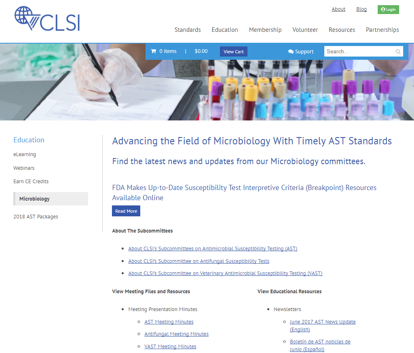 CLSI
About
Blog
Login
Standards Education Membership Volunteer Resources Partnerships
0 items | $0.00 View Cart Support Search...
Education
eLearning
Webinars
Earn CE Credits
Microbiology
2018 AST Packages
Advancing the Field of Microbiology With Timely AST Standards
Find the latest news and updates from our Microbiology committees.
FDA Makes Up-to-Date Susceptibility Test Interpretive Criteria (Breakpoint) Resources
Available Online
Read More
About The Subcommittees
About CLSI's Subcommittees on Antimicrobial Susceptibility Testing (AST)
About CLSI's Subcommittee on Antifungal Susceptibility Tests
About CLSI's Subcommittee on Veterinary Antimicrobial Susceptibility Testing (VAST)
View Meeting Files and Resources
Meeting Presentation Minutes
AST Meeting Minutes
Antifungal Meeting Minutes
VAST Meeting Minutes
View Educational Resources
Newsletters
June 2017 AST News Update
(English)
Boletín de AST noticias de
junio (Español)